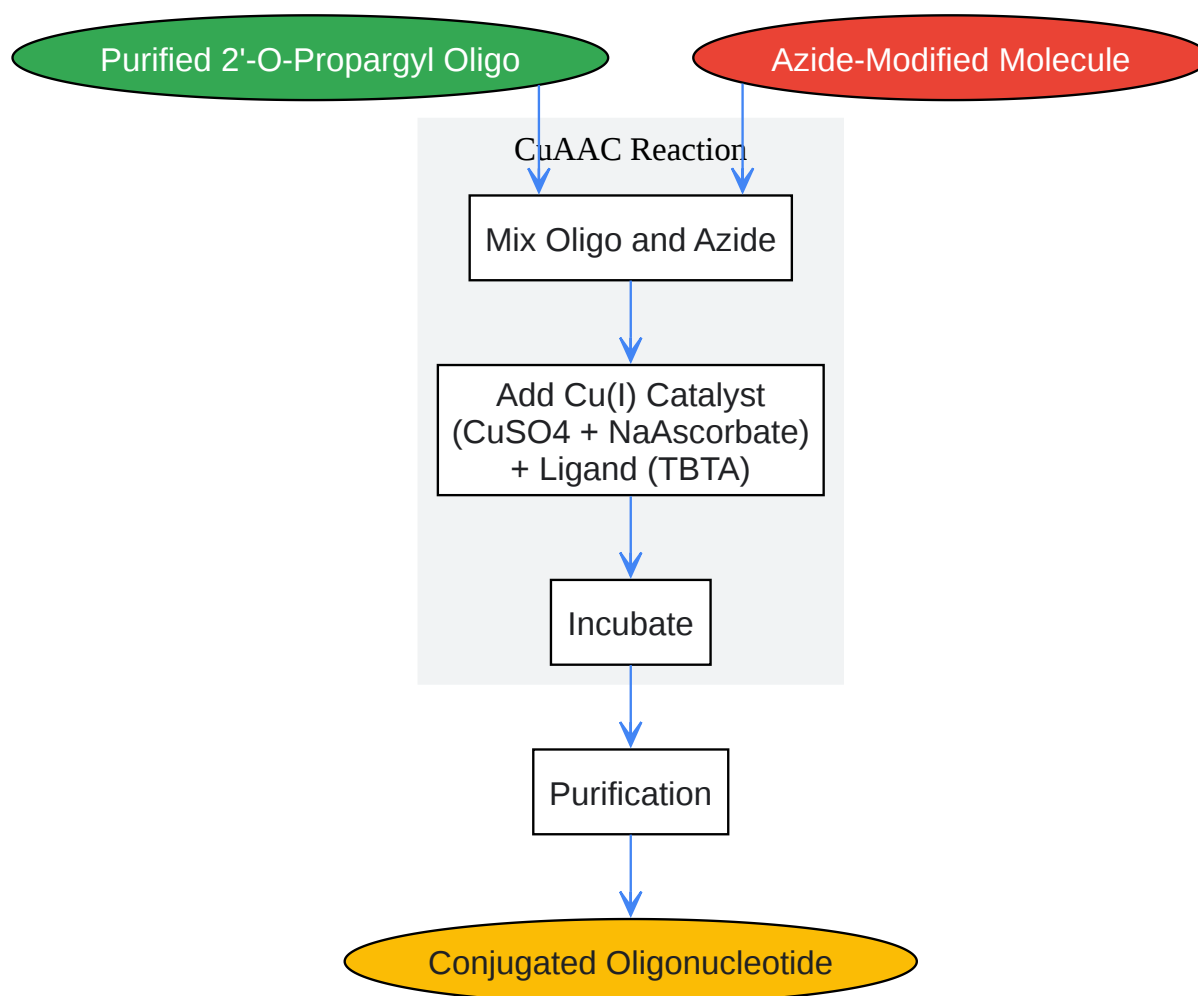 Purified 2'-O-Propargyl Oligo
Azide-Modified Molecule
CuAAC Reaction
Mix Oligo and Azide
Add Cu(I) Catalyst
(CuSO4 + NaAscorbate)
+ Ligand (TBTA)
Incubate
Purification
Conjugated Oligonucleotide